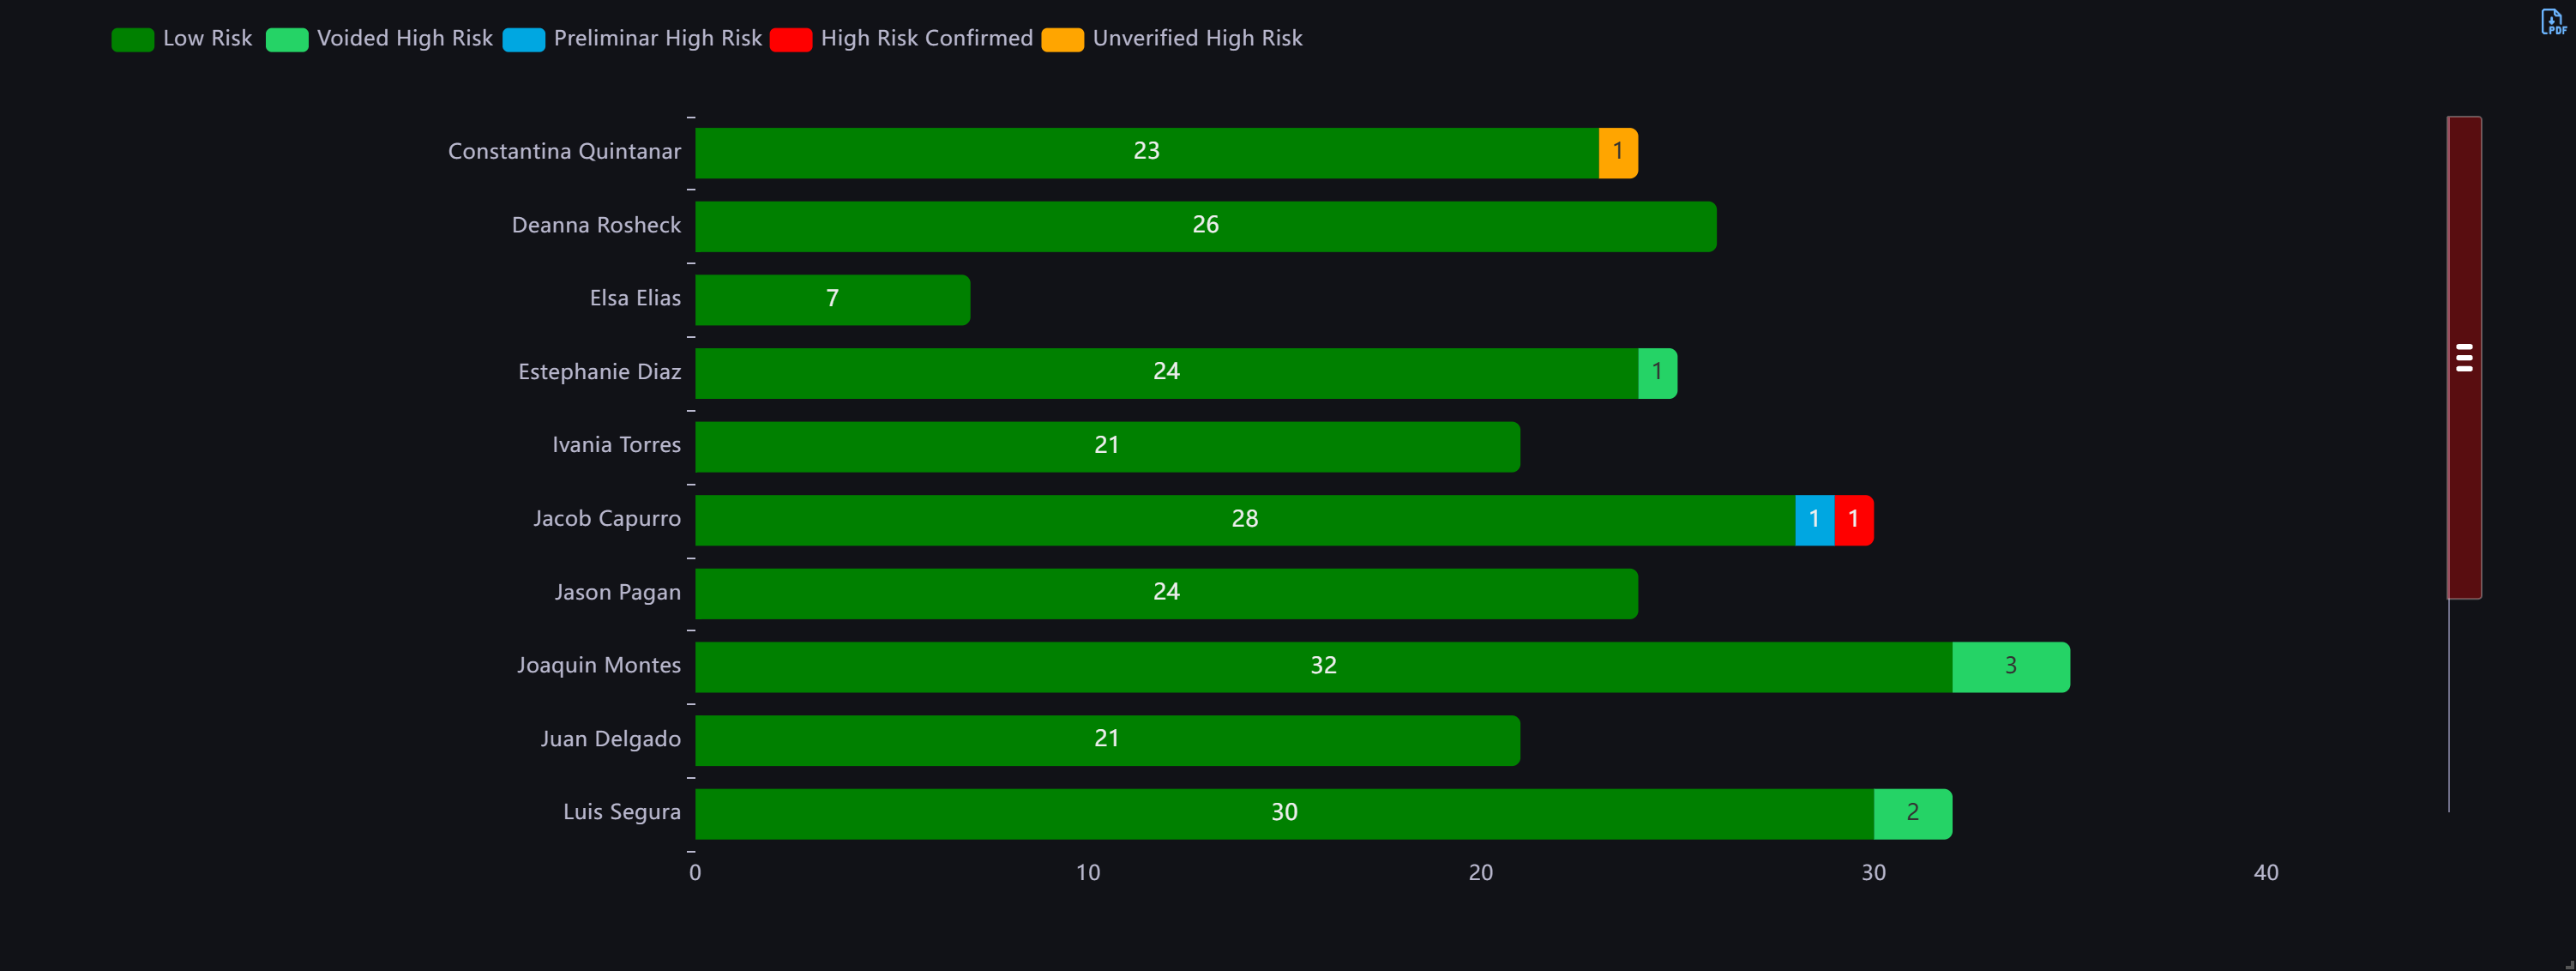 Low Risk Voided High Risk Preliminar High Risk High Risk Confirmed Unverified High Risk
PDF
Constantina Quintanar 23 1
Deanna Rosheck 26
Elsa Elias 7
Estephanie Diaz 24 1
Ivania Torres 21
Jacob Capurro 28 1 1
Jason Pagan 24
Joaquin Montes 32 3
Juan Delgado 21
Luis Segura 30 2
0 10 20 30 40